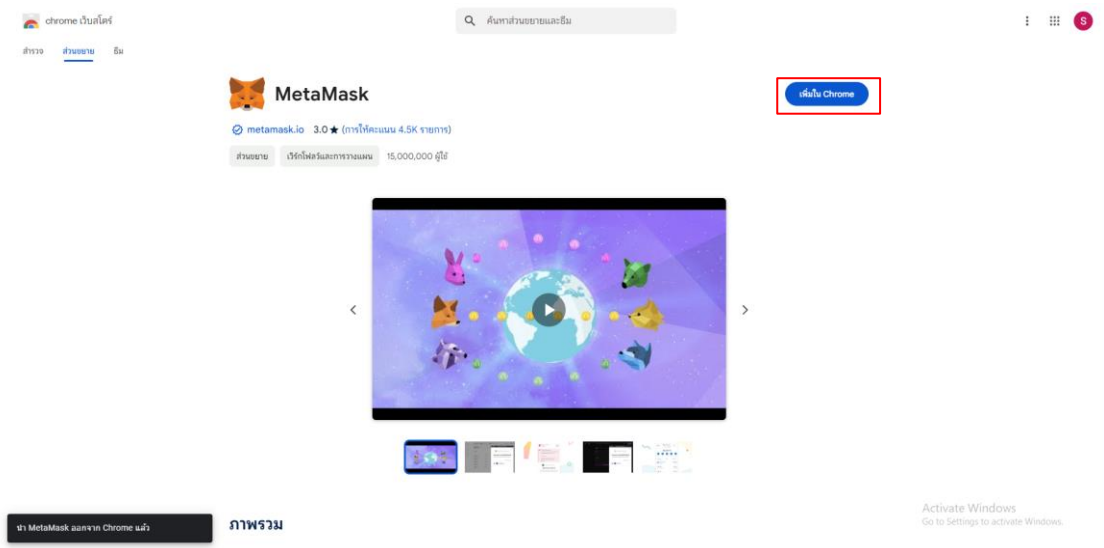 chrome เว็บสโตร์
ค้นหาส่วนขยายและธีม
S
สำรวจ ส่วนขยาย ธีม
MetaMask
เพิ่มใน Chrome
metamask.io 3.0 ★ (การให้คะแนน 4.5K รายการ)
ส่วนขยาย เวิร์กโฟลว์และการวางแผน 15,000,000 ผู้ใช้
ภาพรวม
นำ MetaMask ออกจาก Chrome แล้ว
Activate Windows
Go to Settings to activate Windows.